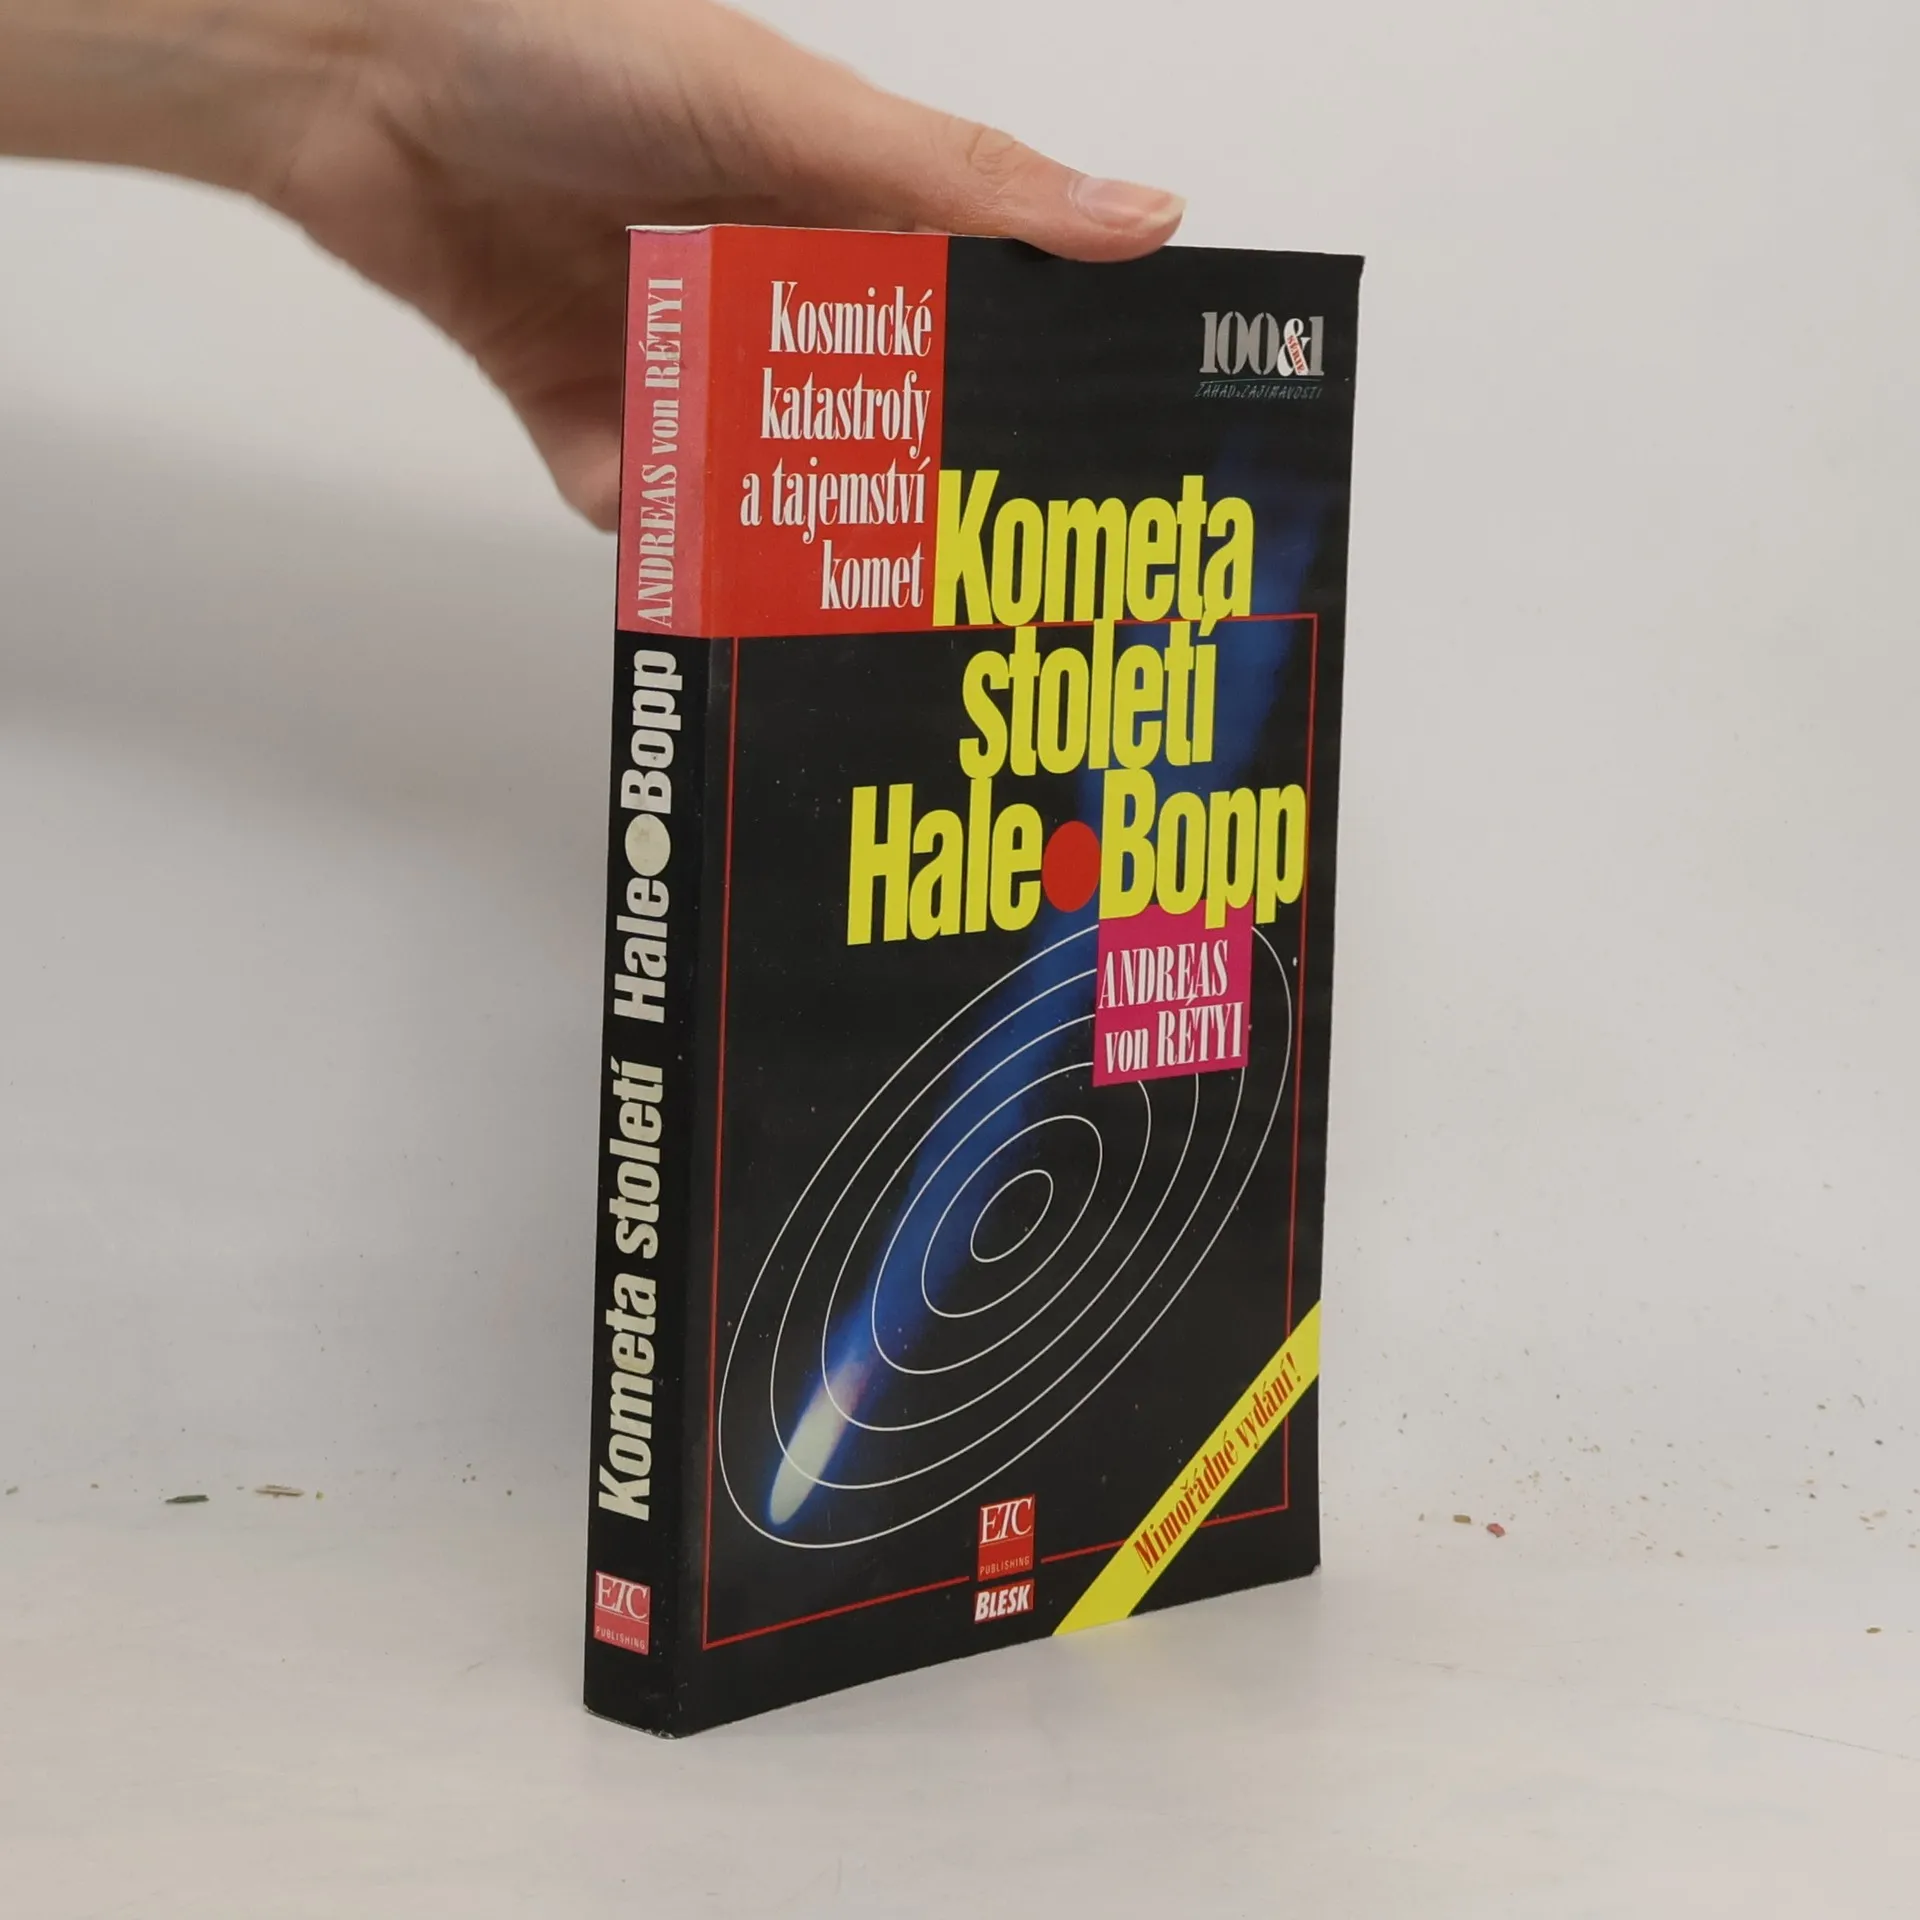 ANDREAS von RÉTYI
Kometa století Hale Bopp
ETC
PUBLISHING
Kosmické
katastrofy
a tajemství
komet
100&1
SÉRIE
ZÁHAD a ZAJÍMAVOSTÍ
Kometa
století
Hale Bopp
ANDREAS
von RÉTYI
Mimořádné vydání!
ETC
PUBLISHING
BLESK